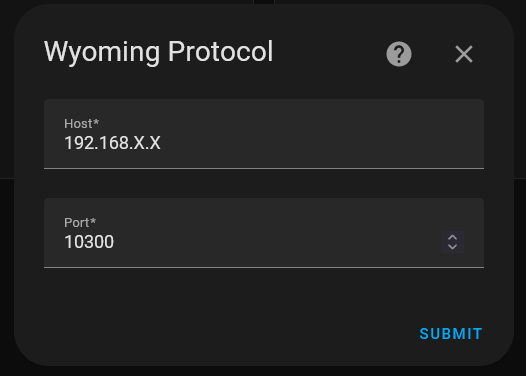 Wyoming Protocol
Host*
192.168.X.X
Port*
10300
SUBMIT